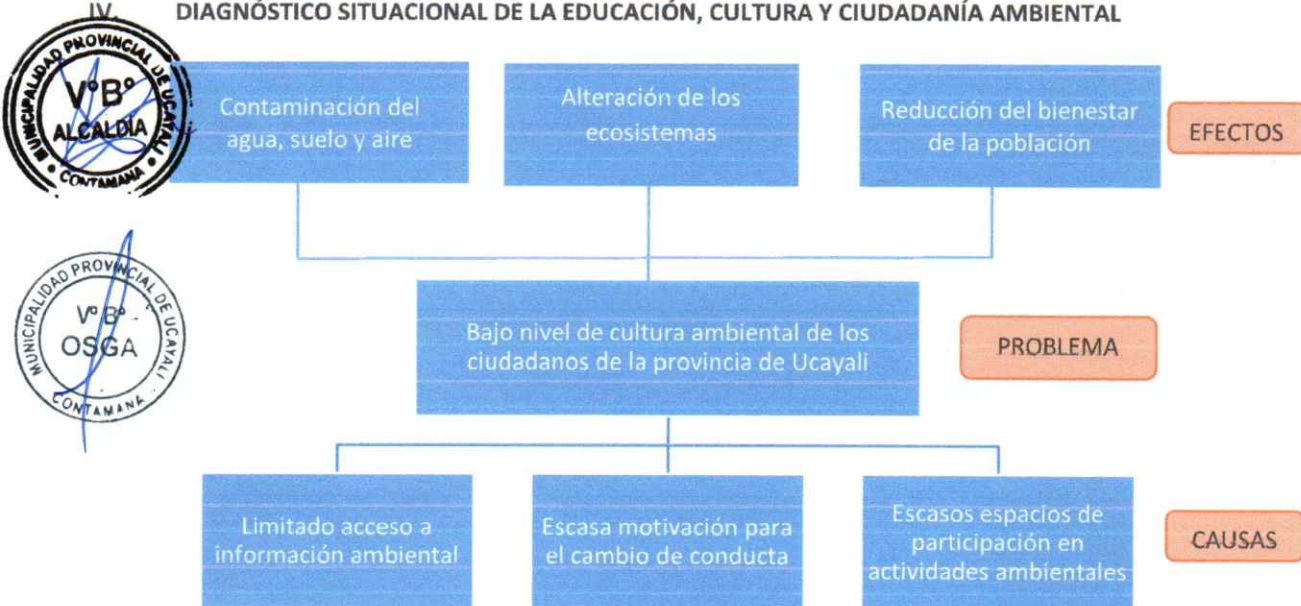 IV. DIAGNÓSTICO SITUACIONAL DE LA EDUCACIÓN, CULTURA Y CIUDADANÍA AMBIENTAL
MUNICIPALIDAD PROVINCIAL DE UCAYALI
V°B°
ALCALDÍA
CONTAMANA
Contaminación del
agua, suelo y aire
Alteración de los
ecosistemas
Reducción del bienestar
de la población
EFECTOS
MUNICIPALIDAD PROVINCIAL DE UCAYALI
V° B°
OSGA
CONTAMANA
Bajo nivel de cultura ambiental de los
ciudadanos de la provincia de Ucayali
PROBLEMA
Limitado acceso a
información ambiental
Escasa motivación para
el cambio de conducta
Escasos espacios de
participación en
actividades ambientales
CAUSAS